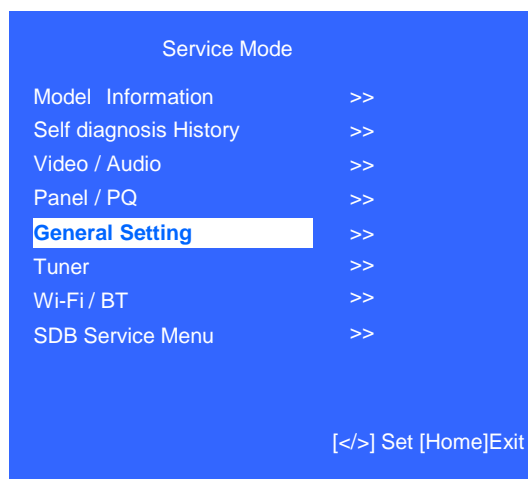 Service Mode
Model Information >>
Self diagnosis History >>
Video / Audio >>
Panel / PQ >>
General Setting >>
Tuner >>
Wi-Fi / BT >>
SDB Service Menu >>
[</>] Set [Home]Exit